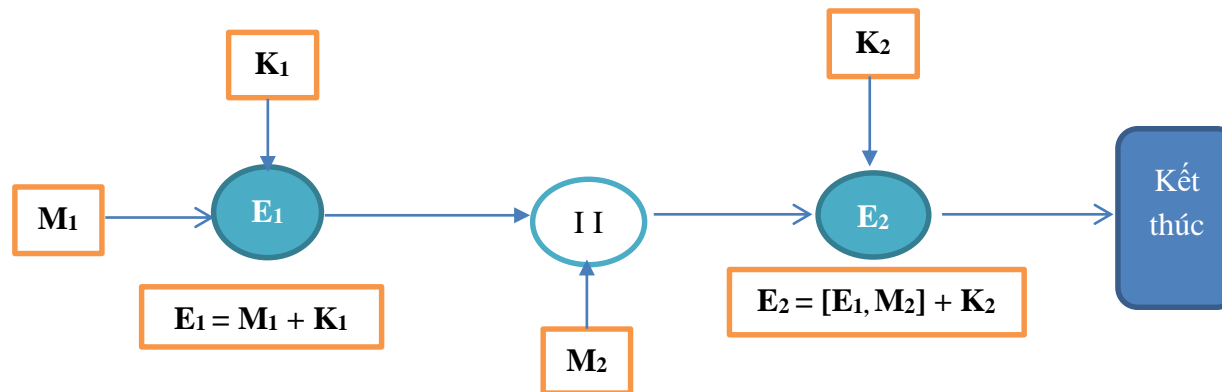 K₁
K₂
M₁
E₁
I I
E₂
Kết
thúc
E₁ = M₁ + K₁
E₂ = [E₁, M₂] + K₂
M₂